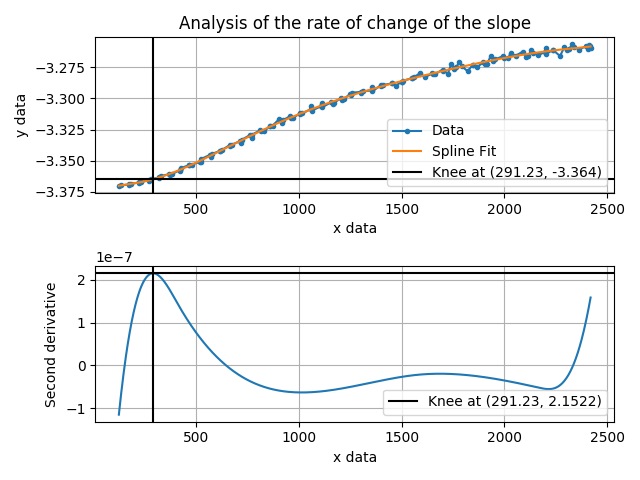 Analysis of the rate of change of the slope
−3.275
−3.300
−3.325
−3.350
−3.375
y data
Data
Spline Fit
Knee at (291.23, -3.364)
500 1000 1500 2000 2500
x data
1e−7
2
1
0
−1
Second derivative
Knee at (291.23, 2.1522)
500 1000 1500 2000 2500
x data